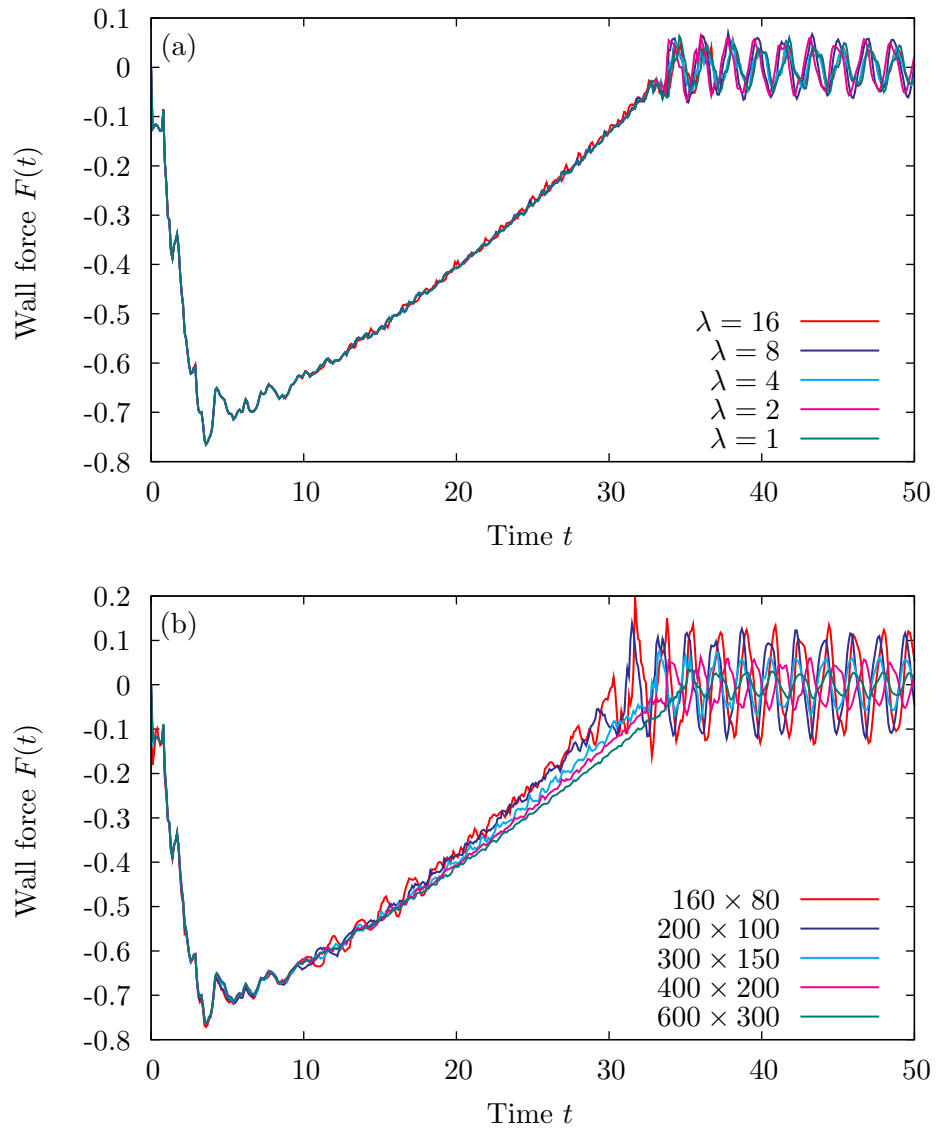 0.1
(a)
0
-0.1
-0.2
-0.3
-0.4
-0.5
-0.6
-0.7
-0.8
Wall force F(t)
λ = 16
λ = 8
λ = 4
λ = 2
λ = 1
0 10 20 30 40 50
Time t
0.2
(b)
0.1
0
-0.1
-0.2
-0.3
-0.4
-0.5
-0.6
-0.7
-0.8
Wall force F(t)
160 × 80
200 × 100
300 × 150
400 × 200
600 × 300
0 10 20 30 40 50
Time t